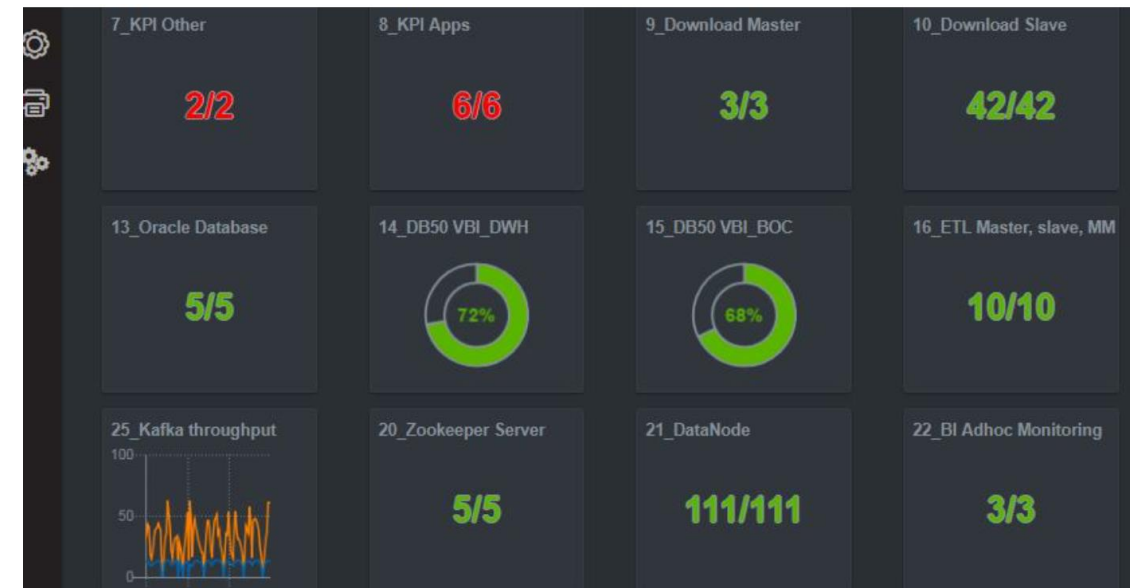 7_KPI Other
8_KPI Apps
9_Download Master
10_Download Slave
2/2
6/6
3/3
42/42
13_Oracle Database
14_DB50 VBI_DWH
15_DB50 VBI_BOC
16_ETL Master, slave, MM
5/5
72%
68%
10/10
25_Kafka throughput
20_Zookeeper Server
21_DataNode
22_BI Adhoc Monitoring
100
50
0
5/5
111/111
3/3